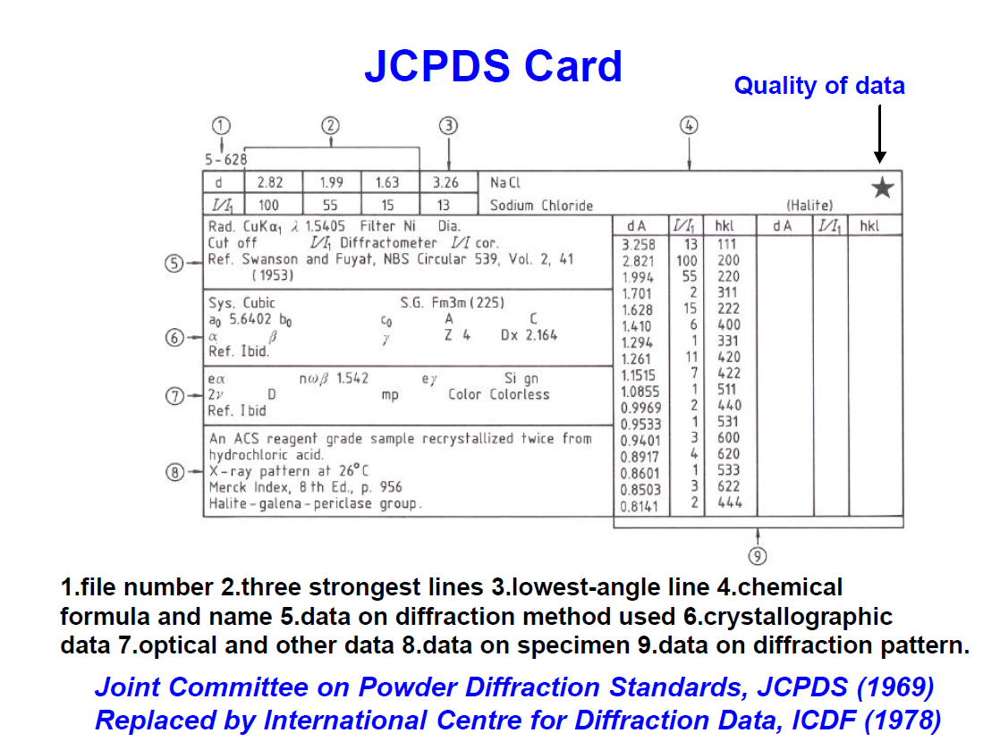 JCPDS Card
Quality of data
① ② ③ ④
5-628
d 2.82 1.99 1.63 3.26 NaCl ★
I/I₁ 100 55 15 13 Sodium Chloride (Halite)
Rad. CuKα₁ λ 1.5405 Filter Ni Dia.
Cut off I/I₁ Diffractometer I/I cor.
⑤ Ref. Swanson and Fuyat, NBS Circular 539, Vol. 2, 41
(1953)
Sys. Cubic S.G. Fm3m (225)
a₀ 5.6402 b₀ c₀ A C
⑥ α β γ Z 4 Dx 2.164
Ref. Ibid.
eα nωβ 1.542 eγ Sign
⑦ 2ν D mp Color Colorless
Ref. Ibid
An ACS reagent grade sample recrystallized twice from
hydrochloric acid.
⑧ X-ray pattern at 26°C
Merck Index, 8th Ed., p. 956
Halite-galena-periclase group.
dA I/I₁ hkl dA I/I₁ hkl
3.258 13 111
2.821 100 200
1.994 55 220
1.701 2 311
1.628 15 222
1.410 6 400
1.294 1 331
1.261 11 420
1.1515 7 422
1.0855 1 511
0.9969 2 440
0.9533 1 531
0.9401 3 600
0.8917 4 620
0.8601 1 533
0.8503 3 622
0.8141 2 444
⑨
1.file number 2.three strongest lines 3.lowest-angle line 4.chemical
formula and name 5.data on diffraction method used 6.crystallographic
data 7.optical and other data 8.data on specimen 9.data on diffraction pattern.
Joint Committee on Powder Diffraction Standards, JCPDS (1969)
Replaced by International Centre for Diffraction Data, ICDF (1978)